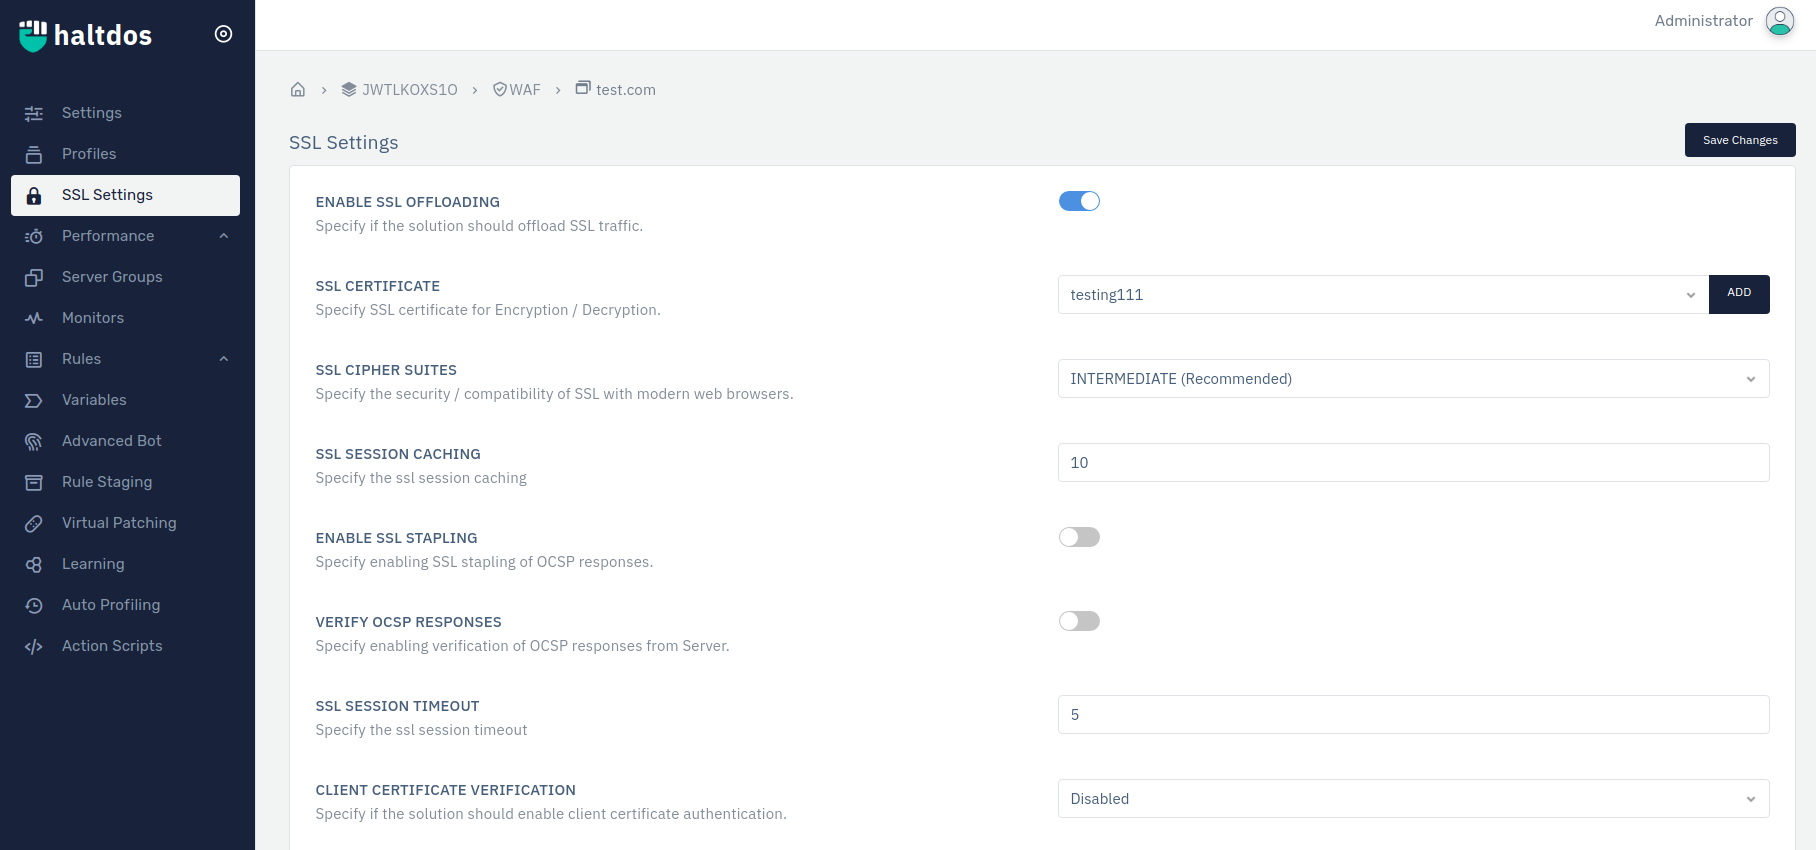 haltdos
Administrator
Settings
Profiles
SSL Settings
Performance
Server Groups
Monitors
Rules
Variables
Advanced Bot
Rule Staging
Virtual Patching
Learning
Auto Profiling
Action Scripts
JWTLKOXS1O > WAF > test.com
SSL Settings
Save Changes
ENABLE SSL OFFLOADING
Specify if the solution should offload SSL traffic.
SSL CERTIFICATE
Specify SSL certificate for Encryption / Decryption.
testing111
ADD
SSL CIPHER SUITES
Specify the security / compatibility of SSL with modern web browsers.
INTERMEDIATE (Recommended)
SSL SESSION CACHING
Specify the ssl session caching
10
ENABLE SSL STAPLING
Specify enabling SSL stapling of OCSP responses.
VERIFY OCSP RESPONSES
Specify enabling verification of OCSP responses from Server.
SSL SESSION TIMEOUT
Specify the ssl session timeout
5
CLIENT CERTIFICATE VERIFICATION
Specify if the solution should enable client certificate authentication.
Disabled